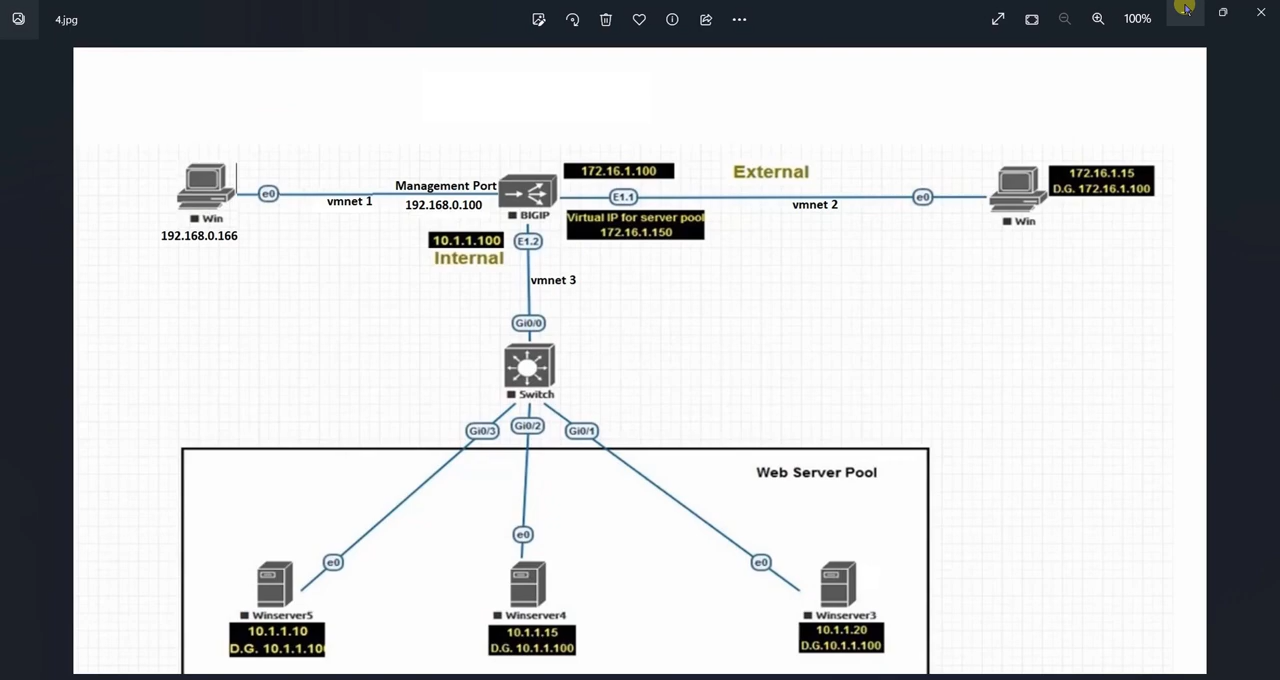 4.jpg
100%
172.16.1.100
External
172.16.1.15
D.G. 172.16.1.100
Management Port
192.168.0.100
e0
vmnet 1
E1.1
vmnet 2
e0
Win
192.168.0.166
BIGIP
Virtual IP for server pool
172.16.1.150
Win
10.1.1.100
E1.2
Internal
vmnet 3
Gi0/0
Switch
Gi0/3
Gi0/2
Gi0/1
Web Server Pool
e0
e0
e0
Winserver5
10.1.1.10
D.G. 10.1.1.100
Winserver4
10.1.1.15
D.G. 10.1.1.100
Winserver3
10.1.1.20
D.G.10.1.1.100